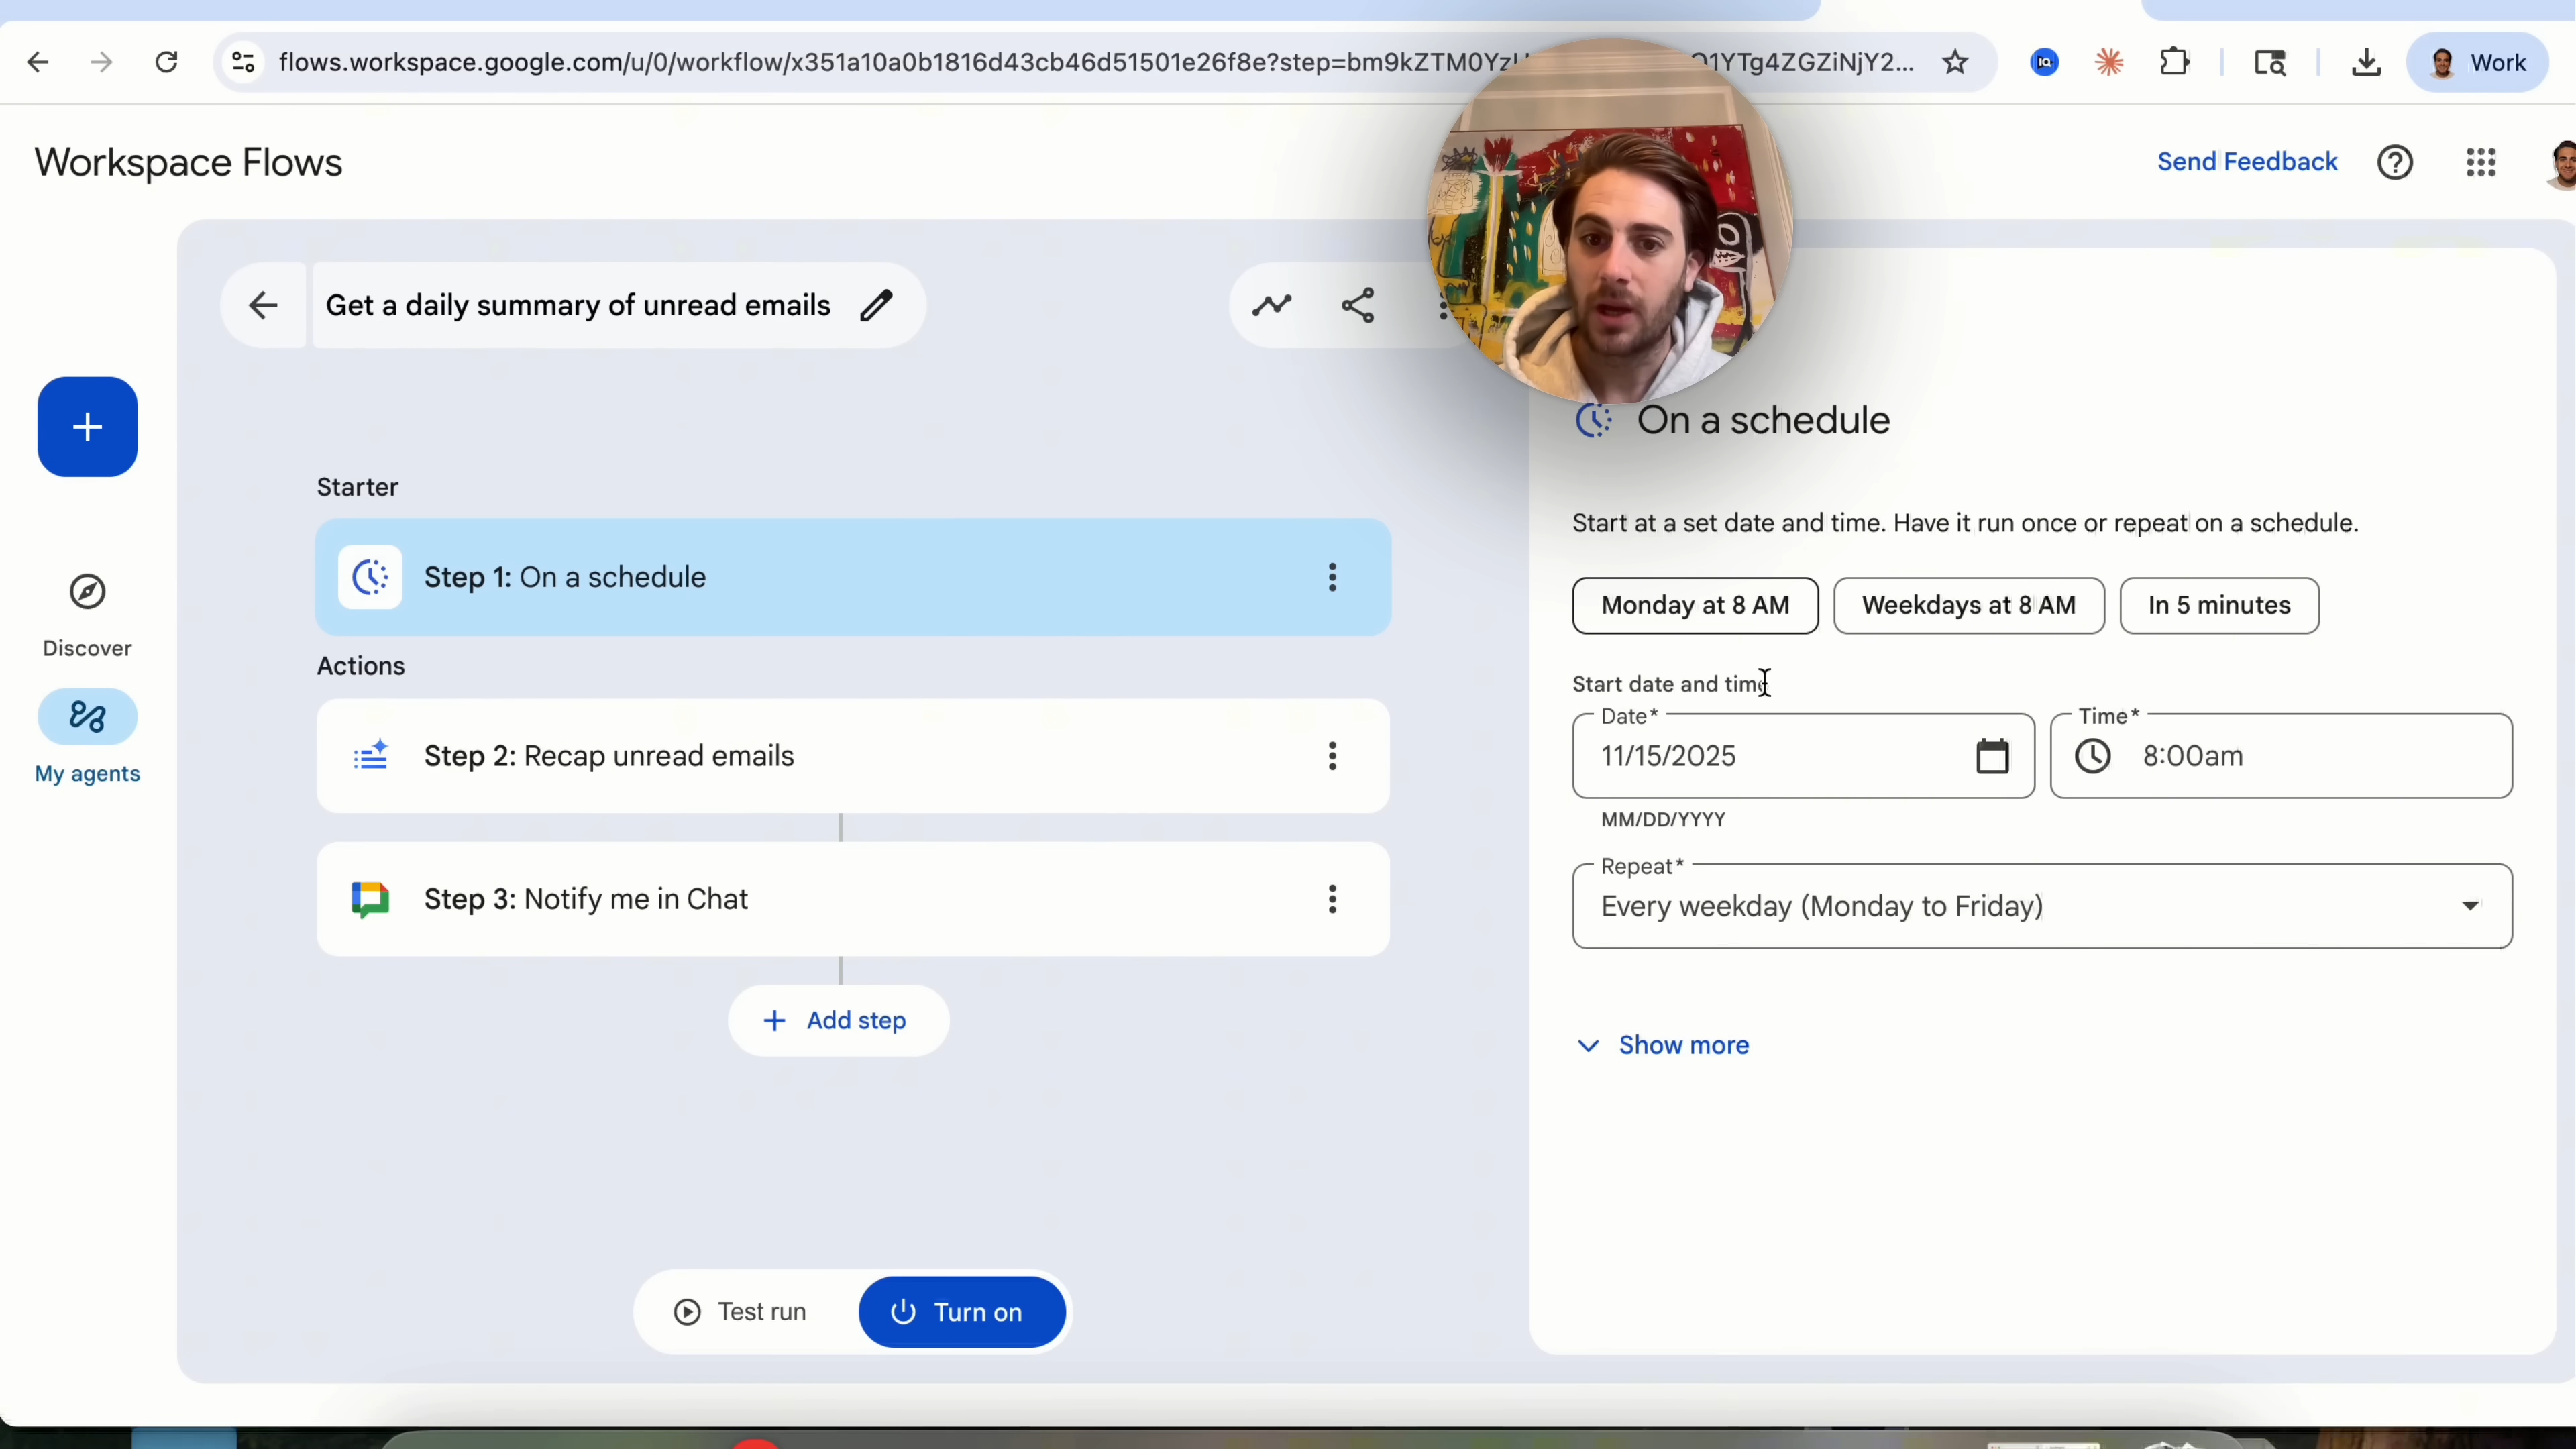 flows.workspace.google.com/u/0/workflow/x351a10a0b1816d43cb46d51501e26f8e?step=bm9kZTM0Yz
1YTg4ZGZiNjY2...
Work
Workspace Flows
Send Feedback
Get a daily summary of unread emails
Starter
Step 1: On a schedule
Actions
Step 2: Recap unread emails
Step 3: Notify me in Chat
+ Add step
Test run
Turn on
Discover
My agents
On a schedule
Start at a set date and time. Have it run once or repeat on a schedule.
Monday at 8 AM
Weekdays at 8 AM
In 5 minutes
Start date and time
Date*
11/15/2025
MM/DD/YYYY
Time*
8:00am
Repeat*
Every weekday (Monday to Friday)
Show more